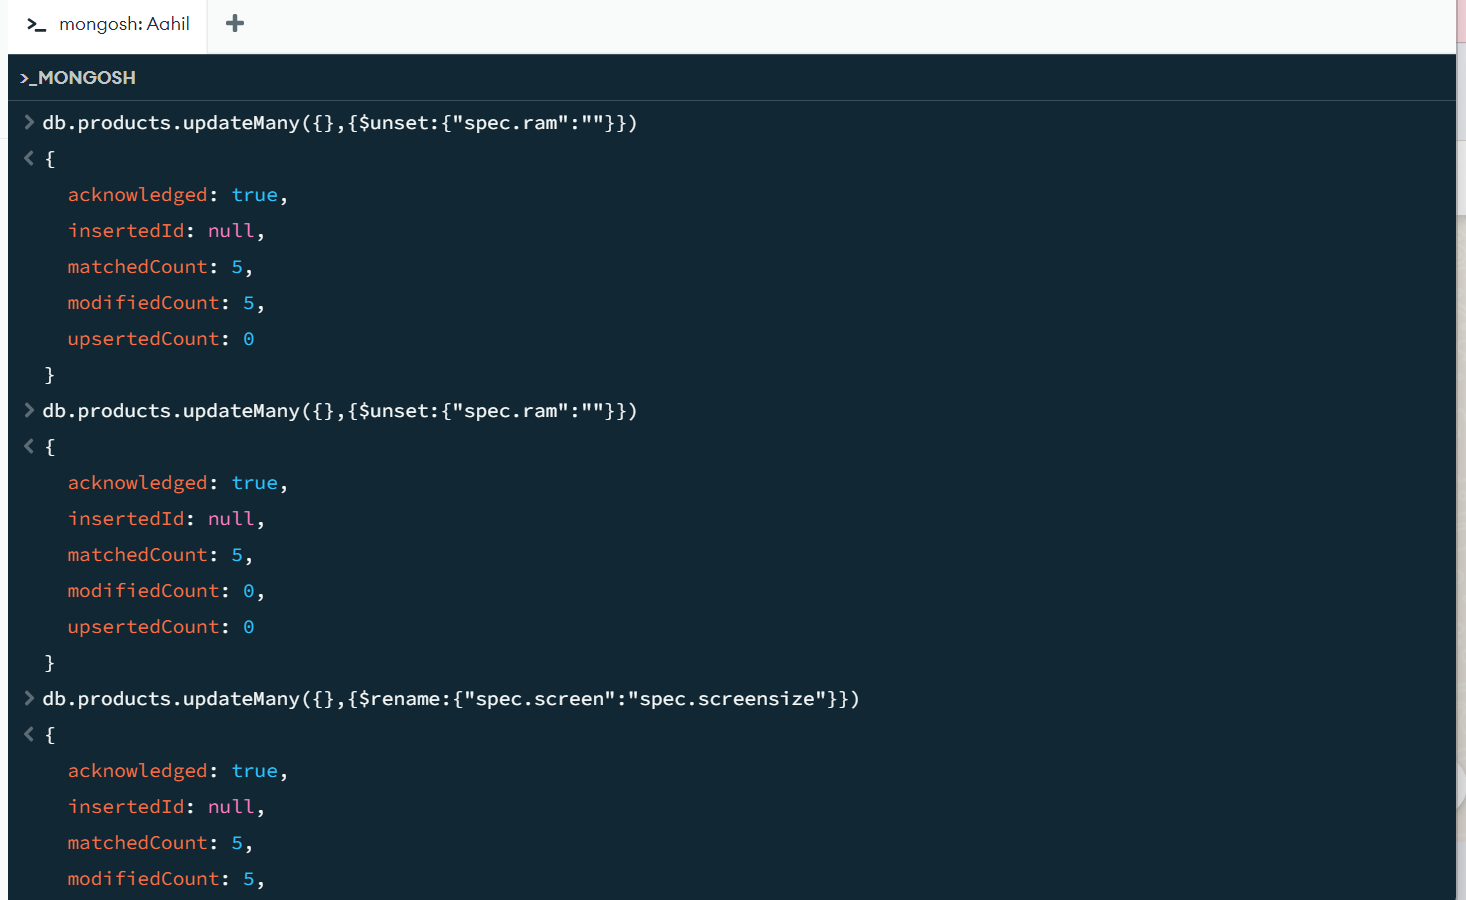 >_ mongosh: Aahil +
>_MONGOSH
> db.products.updateMany({},{$unset:{"spec.ram":""}})
< {
acknowledged: true,
insertedId: null,
matchedCount: 5,
modifiedCount: 5,
upsertedCount: 0
}
> db.products.updateMany({},{$unset:{"spec.ram":""}})
< {
acknowledged: true,
insertedId: null,
matchedCount: 5,
modifiedCount: 0,
upsertedCount: 0
}
> db.products.updateMany({},{$rename:{"spec.screen":"spec.screensize"}})
< {
acknowledged: true,
insertedId: null,
matchedCount: 5,
modifiedCount: 5,